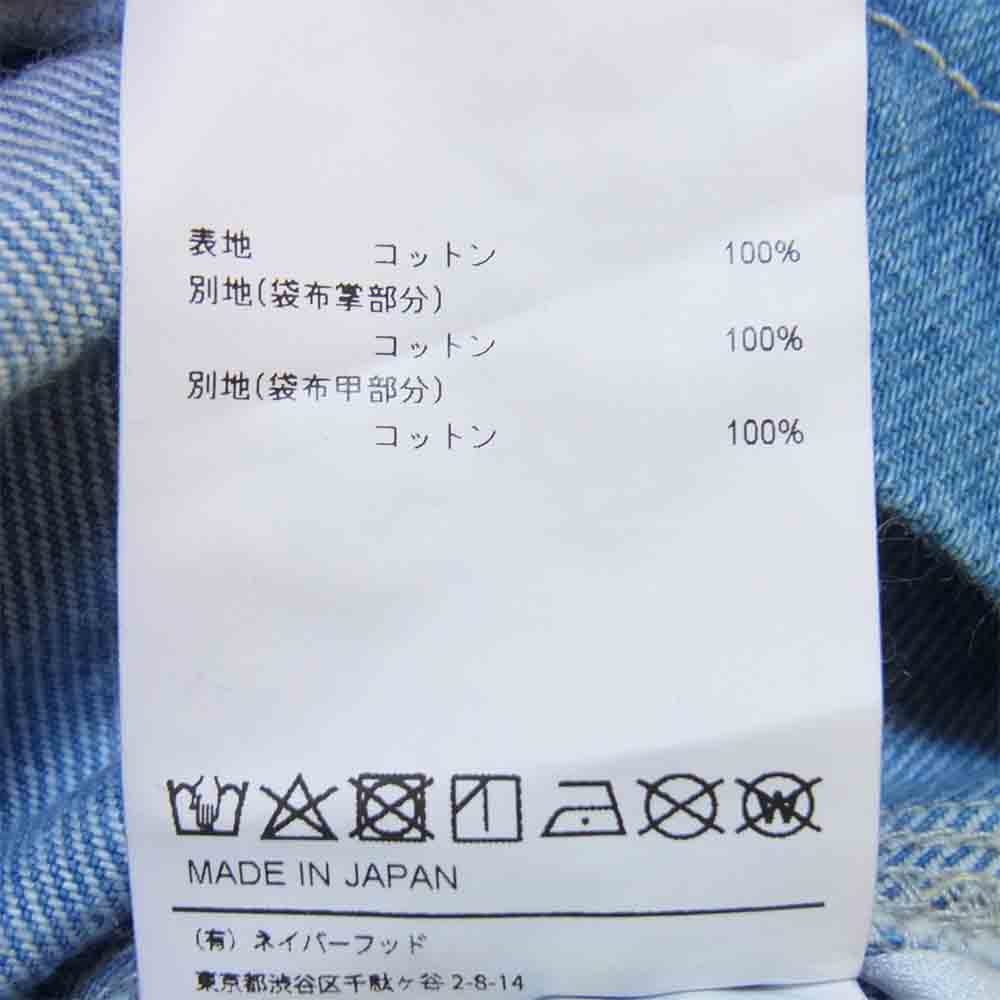 表地 コットン 100%
別地(袋布掌部分)
コットン 100%
別地(袋布甲部分)
コットン 100%
MADE IN JAPAN
(有) ネイバーフッド
東京都渋谷区千駄ヶ谷 2-8-14